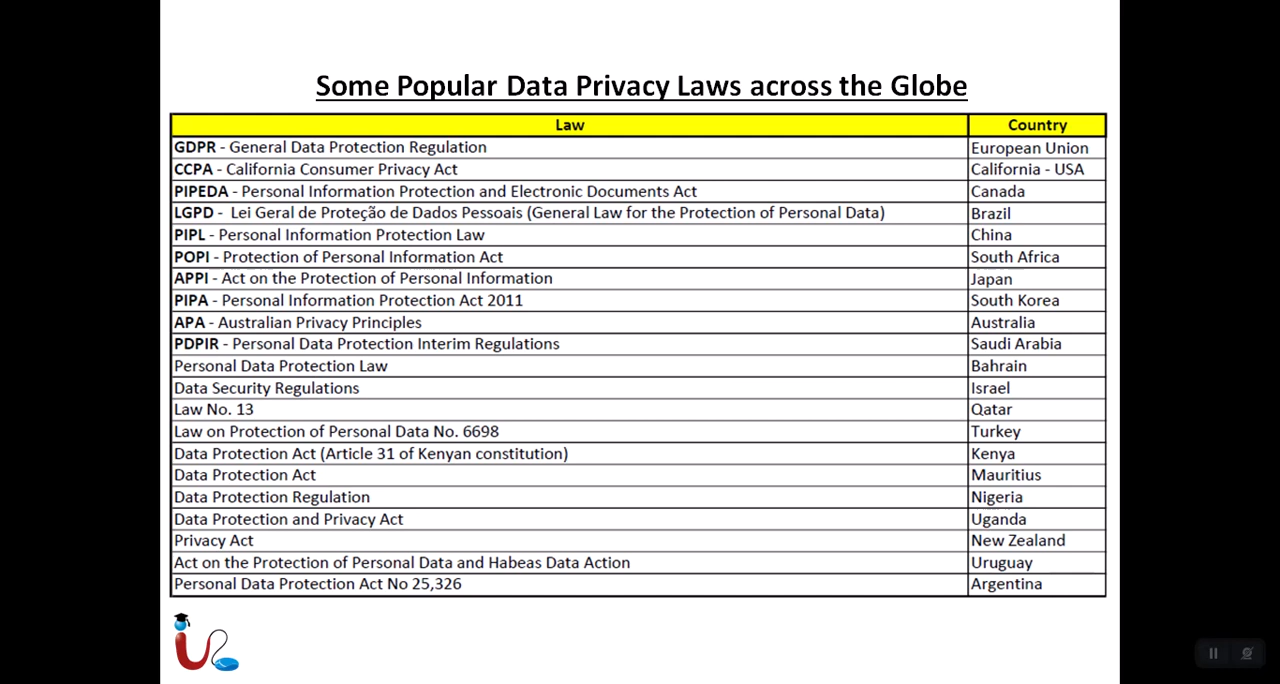 Some Popular Data Privacy Laws across the Globe
Law Country
GDPR - General Data Protection Regulation European Union
CCPA - California Consumer Privacy Act California - USA
PIPEDA - Personal Information Protection and Electronic Documents Act Canada
LGPD - Lei Geral de Proteção de Dados Pessoais (General Law for the Protection of Personal Data) Brazil
PIPL - Personal Information Protection Law China
POPI - Protection of Personal Information Act South Africa
APPI - Act on the Protection of Personal Information Japan
PIPA - Personal Information Protection Act 2011 South Korea
APA - Australian Privacy Principles Australia
PDPIR - Personal Data Protection Interim Regulations Saudi Arabia
Personal Data Protection Law Bahrain
Data Security Regulations Israel
Law No. 13 Qatar
Law on Protection of Personal Data No. 6698 Turkey
Data Protection Act (Article 31 of Kenyan constitution) Kenya
Data Protection Act Mauritius
Data Protection Regulation Nigeria
Data Protection and Privacy Act Uganda
Privacy Act New Zealand
Act on the Protection of Personal Data and Habeas Data Action Uruguay
Personal Data Protection Act No 25,326 Argentina